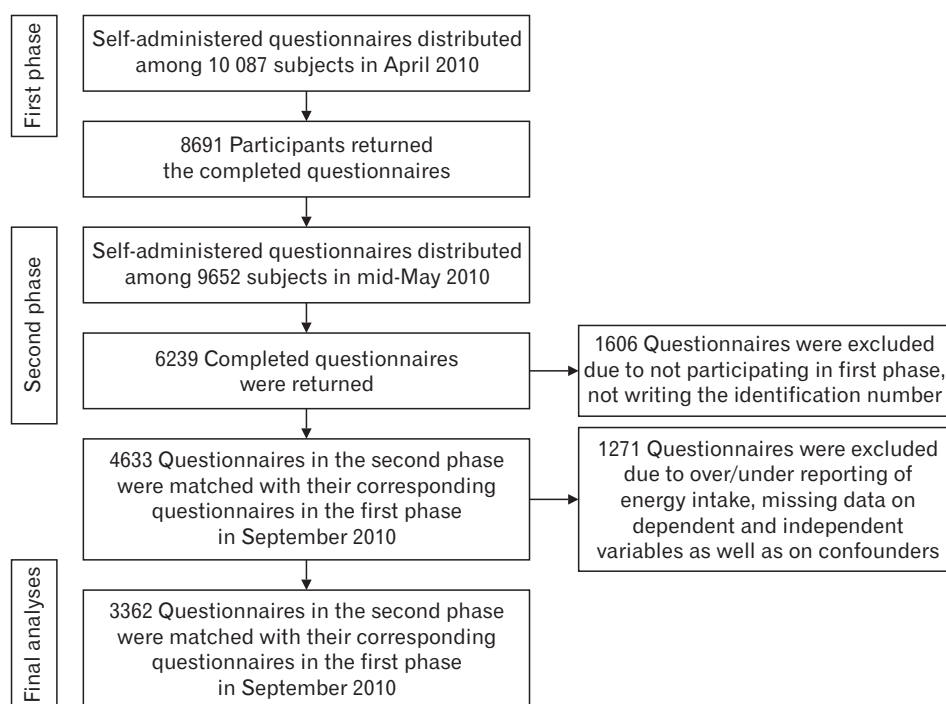 First phase
Self-administered questionnaires distributed
among 10 087 subjects in April 2010
8691 Participants returned
the completed questionnaires
Second phase
Self-administered questionnaires distributed
among 9652 subjects in mid-May 2010
6239 Completed questionnaires
were returned
1606 Questionnaires were excluded
due to not participating in first phase,
not writing the identification number
4633 Questionnaires in the second phase
were matched with their corresponding
questionnaires in the first phase
in September 2010
1271 Questionnaires were excluded
due to over/under reporting of
energy intake, missing data on
dependent and independent
variables as well as on confounders
Final analyses
3362 Questionnaires in the second phase
were matched with their corresponding
questionnaires in the first phase
in September 2010